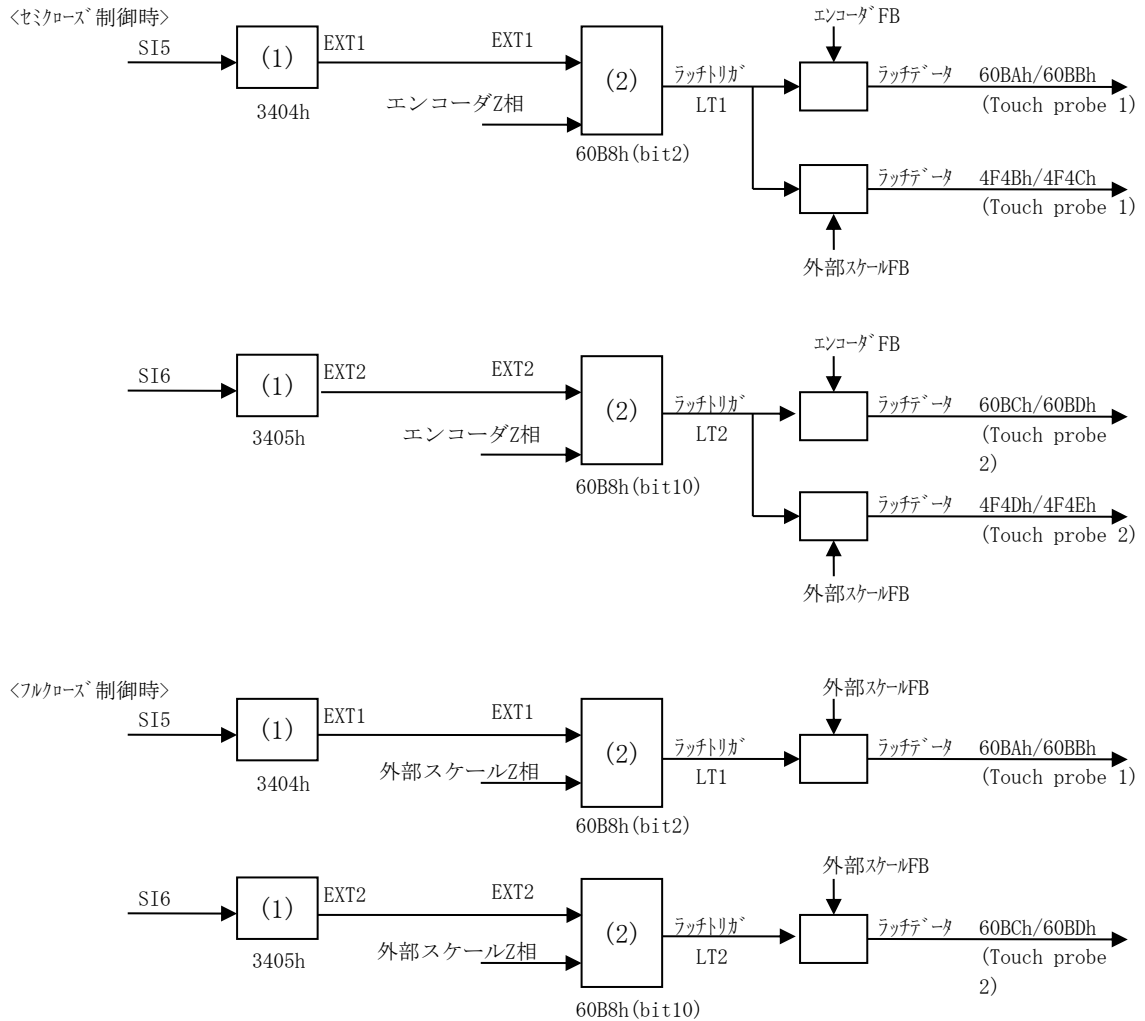 <ｾﾐｸﾛｰｽﾞ制御時>
SI5
(1)
3404h
EXT1
EXT1
エンコーダZ相
(2)
60B8h(bit2)
ﾗｯﾁﾄﾘｶﾞ
LT1
ｴﾝｺｰﾀﾞFB
ﾗｯﾁﾃﾞｰﾀ
60BAh/60BBh
(Touch probe 1)
ﾗｯﾁﾃﾞｰﾀ
4F4Bh/4F4Ch
(Touch probe 1)
外部ｽｹｰﾙFB
SI6
(1)
3405h
EXT2
EXT2
エンコーダZ相
(2)
60B8h(bit10)
ﾗｯﾁﾄﾘｶﾞ
LT2
ｴﾝｺｰﾀﾞFB
ﾗｯﾁﾃﾞｰﾀ
60BCh/60BDh
(Touch probe
2)
ﾗｯﾁﾃﾞｰﾀ
4F4Dh/4F4Eh
(Touch probe 2)
外部ｽｹｰﾙFB
<ﾌﾙｸﾛｰｽﾞ制御時>
SI5
(1)
3404h
EXT1
EXT1
外部スケールZ相
(2)
60B8h(bit2)
ﾗｯﾁﾄﾘｶﾞ
LT1
外部ｽｹｰﾙFB
ﾗｯﾁﾃﾞｰﾀ
60BAh/60BBh
(Touch probe 1)
SI6
(1)
3405h
EXT2
EXT2
外部スケールZ相
(2)
60B8h(bit10)
ﾗｯﾁﾄﾘｶﾞ
LT2
外部ｽｹｰﾙFB
ﾗｯﾁﾃﾞｰﾀ
60BCh/60BDh
(Touch probe
2)